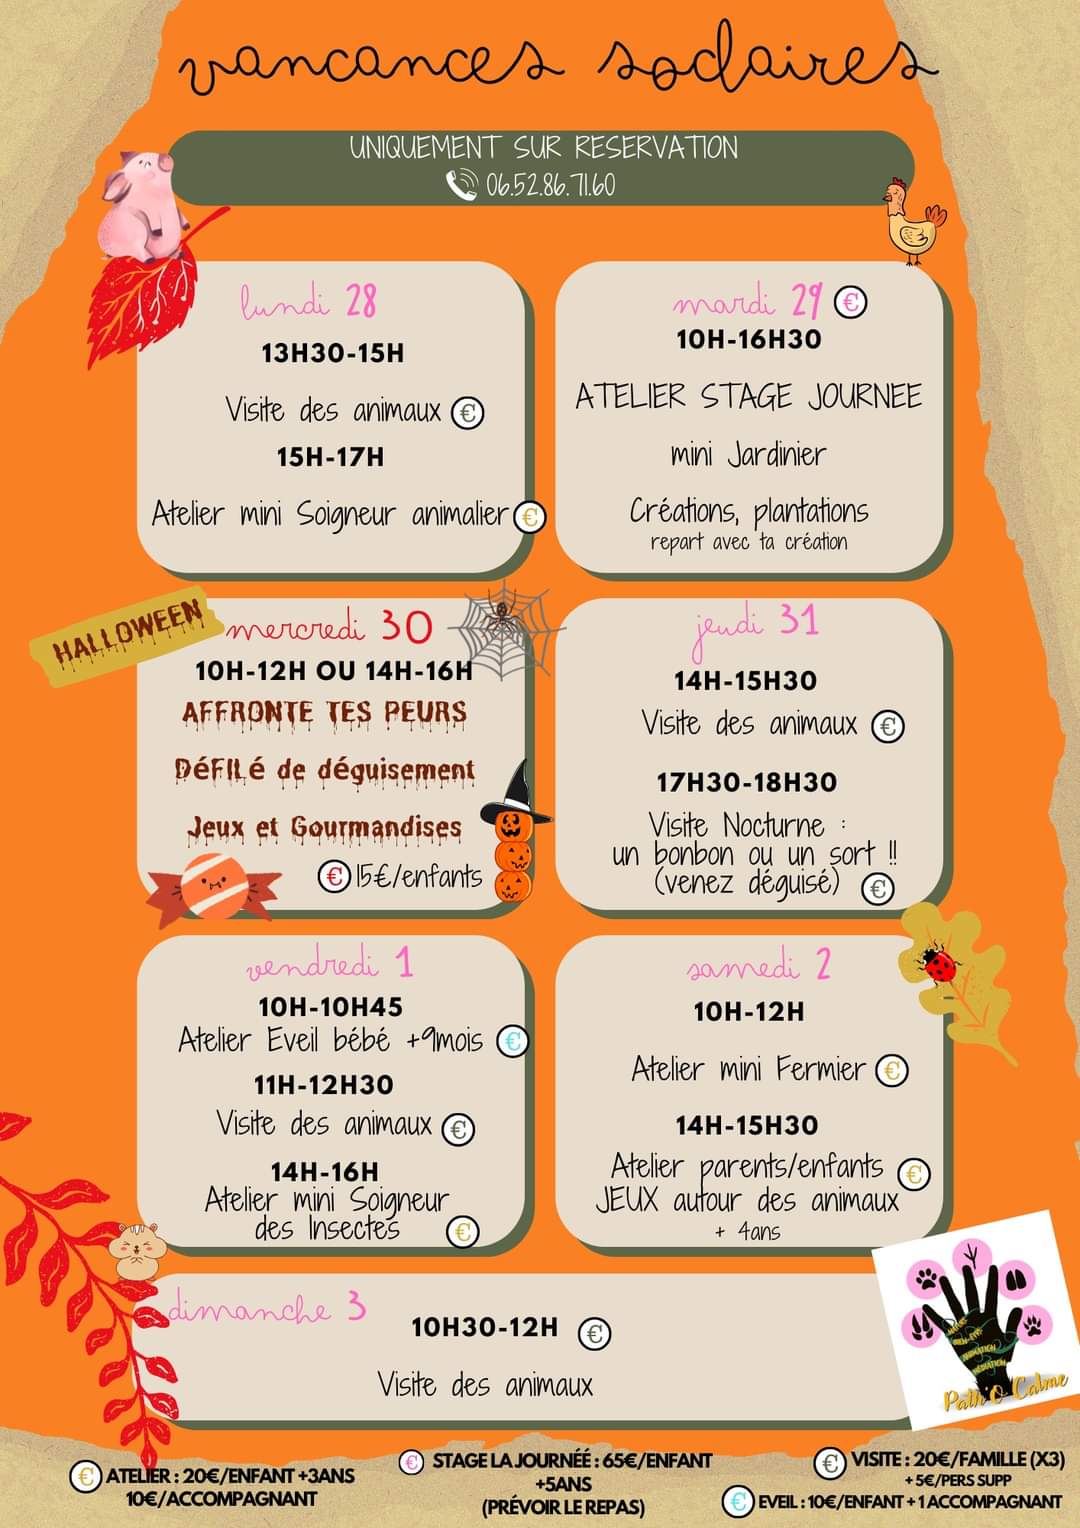 vancances soclaires
UNIQUEMENT SUR RESERVATION
06.52.86.71.60
lundi 28
13H30-15H
Visite des animaux €
15H-17H
Atelier mini Soigneur animalier €
mardi 29 €
10H-16H30
ATELIER STAGE JOURNEE
mini Jardinier
Créations, plantations
repart avec ta création
HALLOWEEN
mercredi 30
10H-12H OU 14H-16H
AFFRONTE TES PEURS
DéFILé de déguisement
Jeux et Gourmandises
€ 15€/enfants
jeudi 31
14H-15H30
Visite des animaux €
17H30-18H30
Visite Nocturne :
un bonbon ou un sort !!
(venez déguisé) €
vendredi 1
10H-10H45
Atelier Eveil bébé +9mois €
11H-12H30
Visite des animaux €
14H-16H
Atelier mini Soigneur
des Insectes €
samedi 2
10H-12H
Atelier mini Fermier €
14H-15H30
Atelier parents/enfants €
JEUX autour des animaux
+ 4ans
dimanche 3
10H30-12H €
Visite des animaux
NATURE
BIEN-ÊTRE
ANIMATION
MÉDIATION
Path'O Calme
€ ATELIER : 20€/ENFANT +3ANS
10€/ACCOMPAGNANT
€ STAGE LA JOURNÉÉ : 65€/ENFANT
+5ANS
(PRÉVOIR LE REPAS)
€ VISITE : 20€/FAMILLE (X3)
+ 5€/PERS SUPP
€ EVEIL : 10€/ENFANT + 1 ACCOMPAGNANT